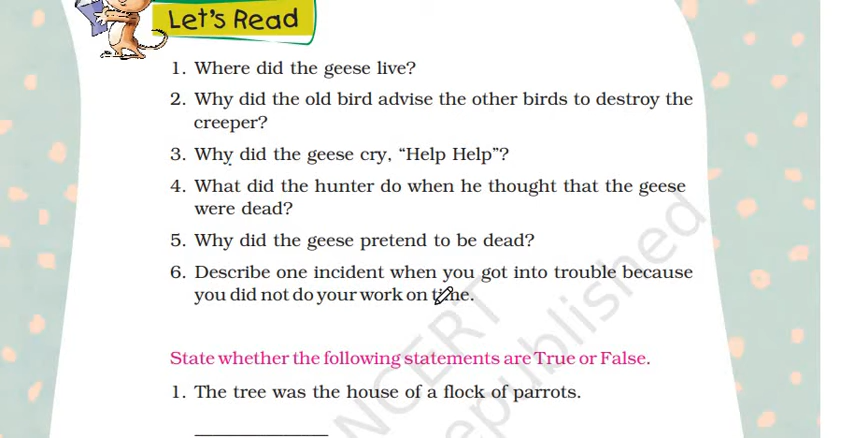 Let's Read
1. Where did the geese live?
2. Why did the old bird advise the other birds to destroy the
creeper?
3. Why did the geese cry, “Help Help”?
4. What did the hunter do when he thought that the geese
were dead?
5. Why did the geese pretend to be dead?
6. Describe one incident when you got into trouble because
you did not do your work on time.
State whether the following statements are True or False.
1. The tree was the house of a flock of parrots.
NCERT
republished